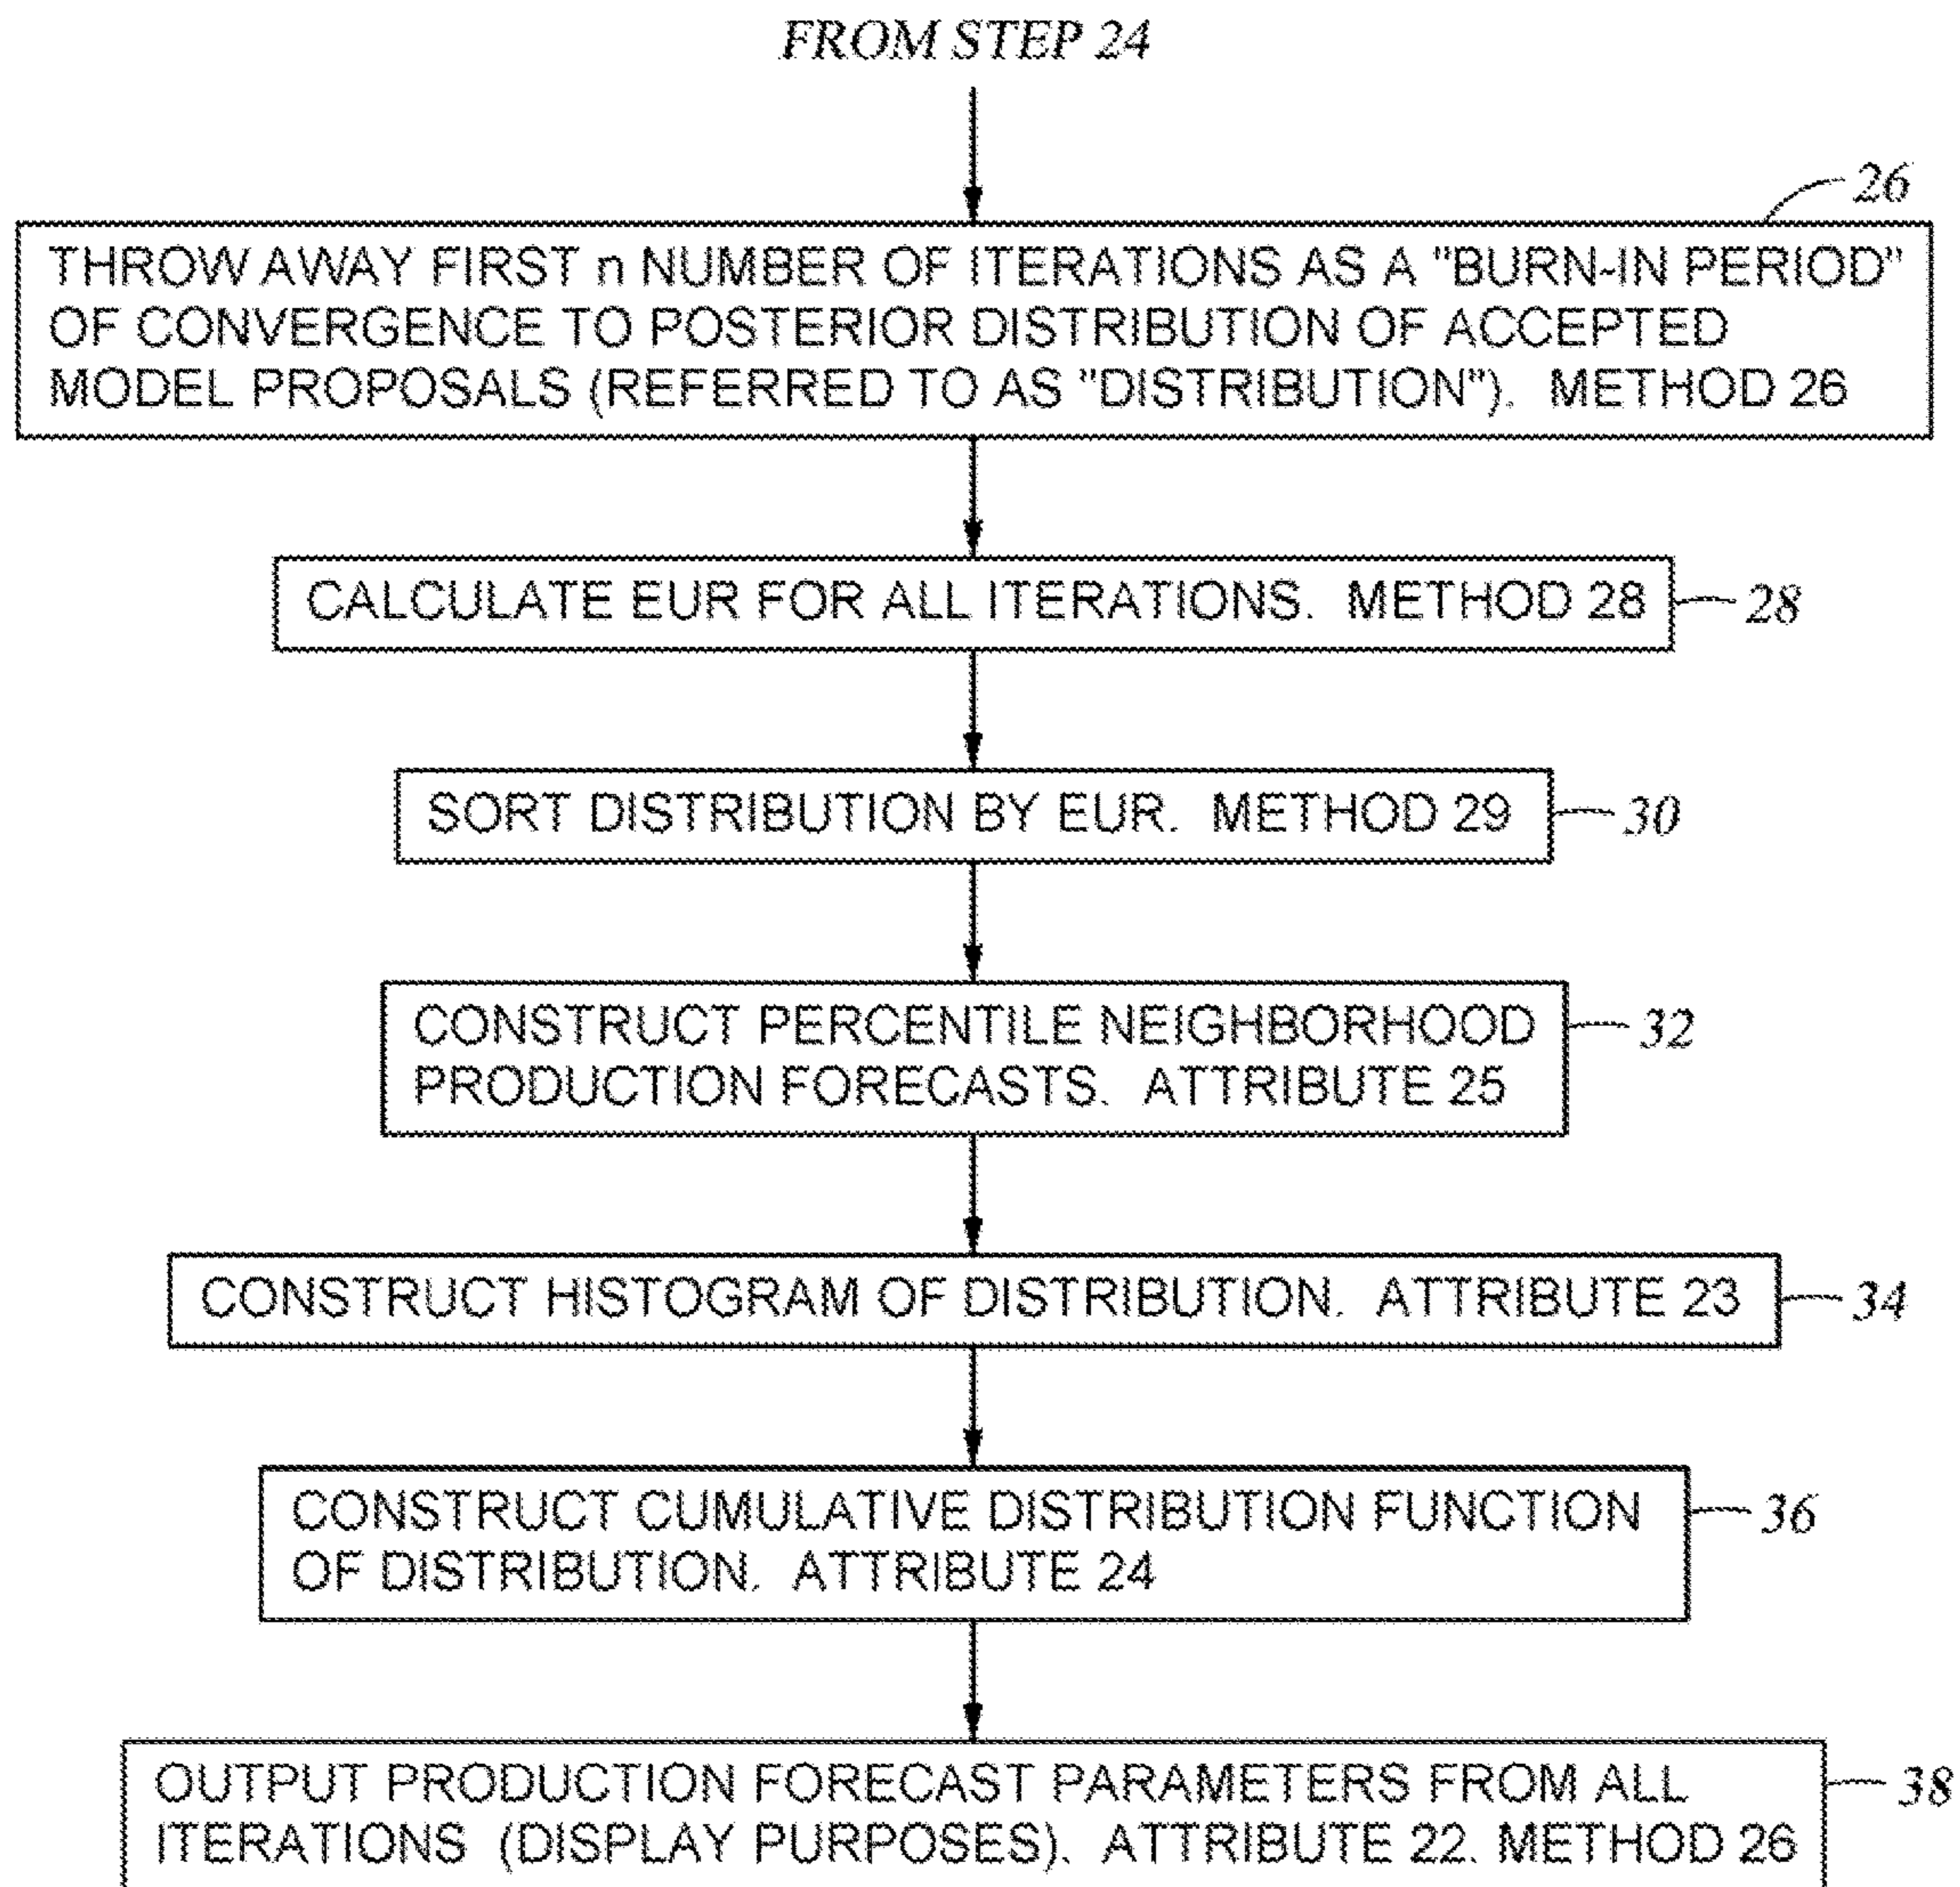 FROM STEP 24
26
THROW AWAY FIRST n NUMBER OF ITERATIONS AS A "BURN-IN PERIOD"
OF CONVERGENCE TO POSTERIOR DISTRIBUTION OF ACCEPTED
MODEL PROPOSALS (REFERRED TO AS "DISTRIBUTION"). METHOD 26
CALCULATE EUR FOR ALL ITERATIONS. METHOD 28
28
SORT DISTRIBUTION BY EUR. METHOD 29
30
CONSTRUCT PERCENTILE NEIGHBORHOOD
PRODUCTION FORECASTS. ATTRIBUTE 25
32
CONSTRUCT HISTOGRAM OF DISTRIBUTION. ATTRIBUTE 23
34
CONSTRUCT CUMULATIVE DISTRIBUTION FUNCTION
OF DISTRIBUTION. ATTRIBUTE 24
36
OUTPUT PRODUCTION FORECAST PARAMETERS FROM ALL
ITERATIONS (DISPLAY PURPOSES). ATTRIBUTE 22. METHOD 26
38